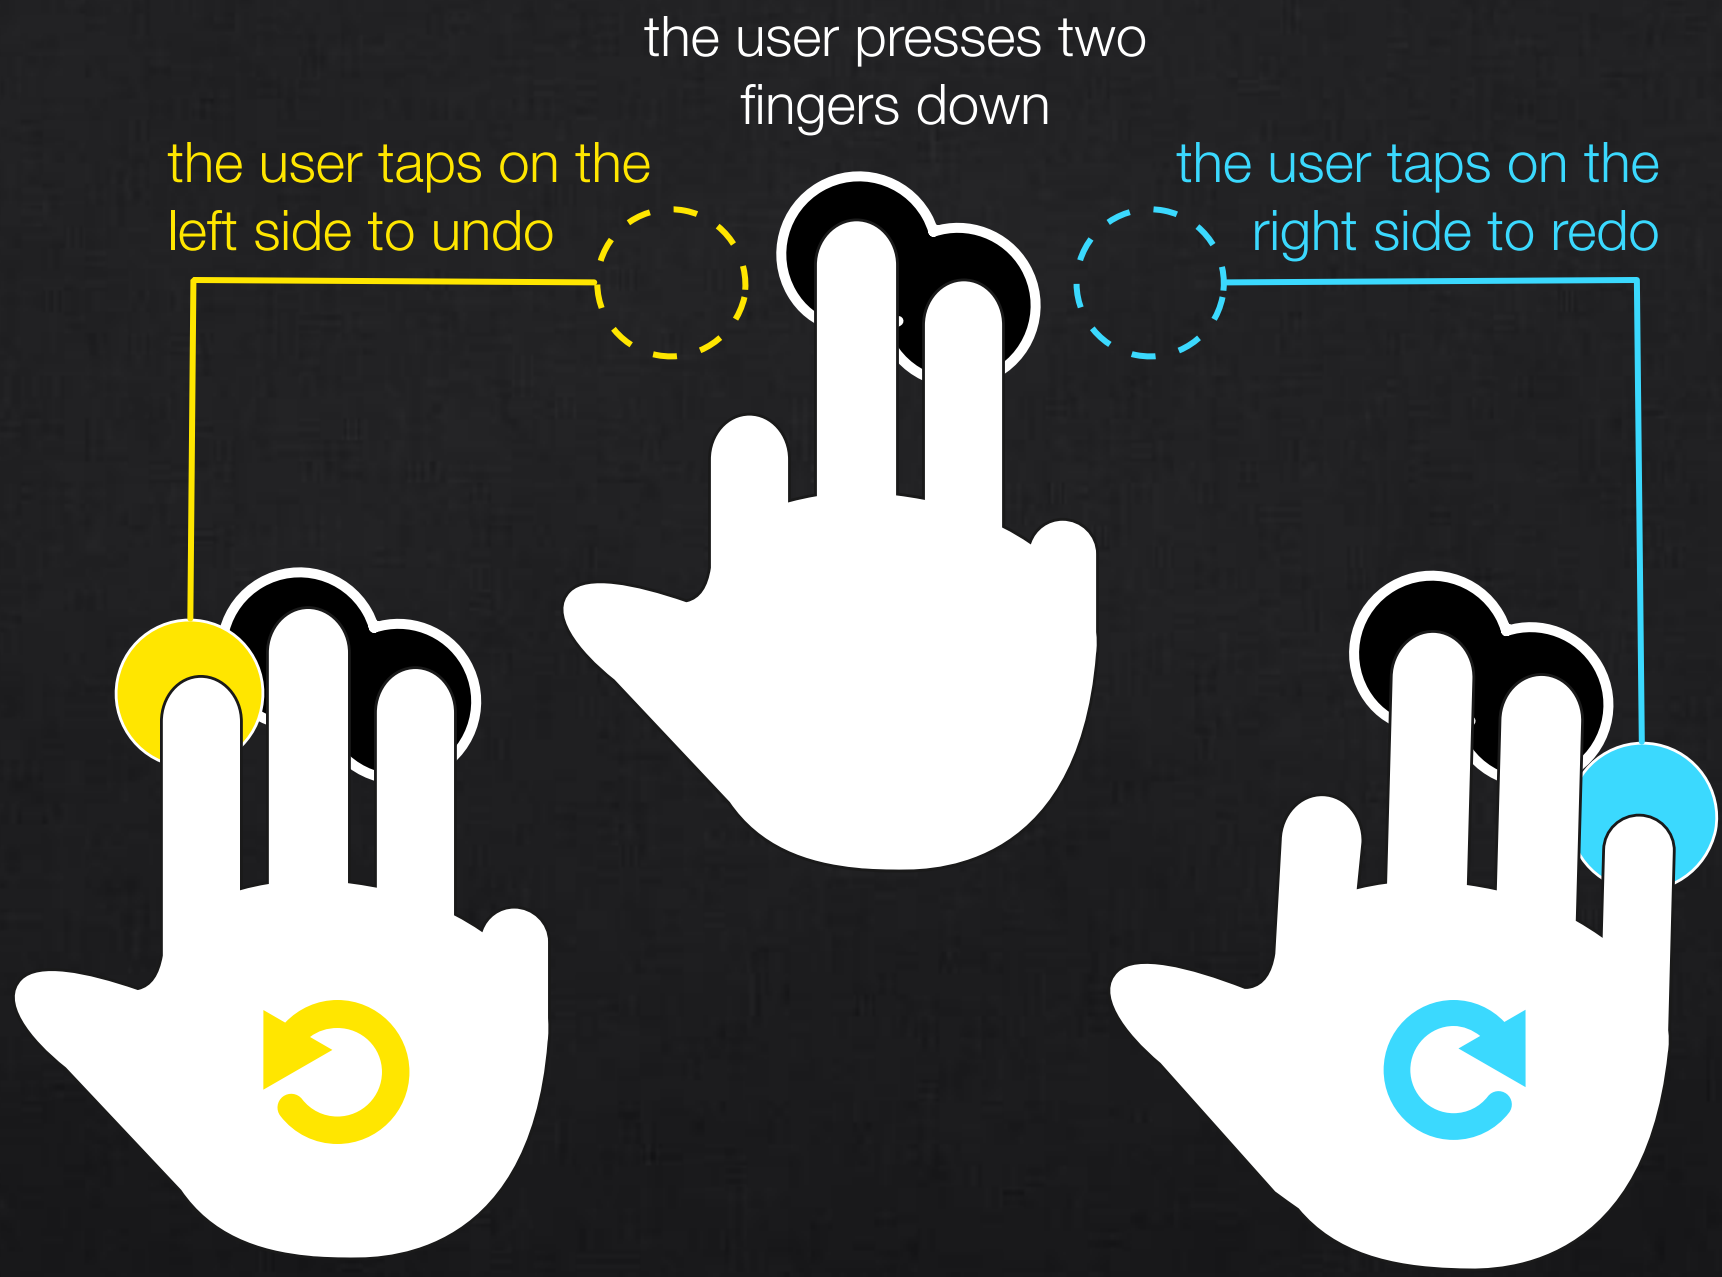 the user presses two
fingers down
the user taps on the
left side to undo
the user taps on the
right side to redo